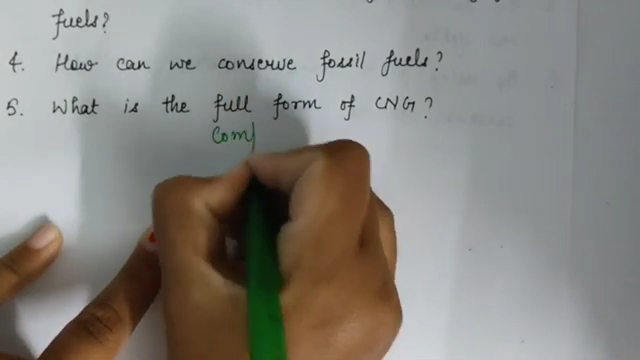 fuels?
4. How can we conserve fossil fuels?
5. What is the full form of CNG?
Com